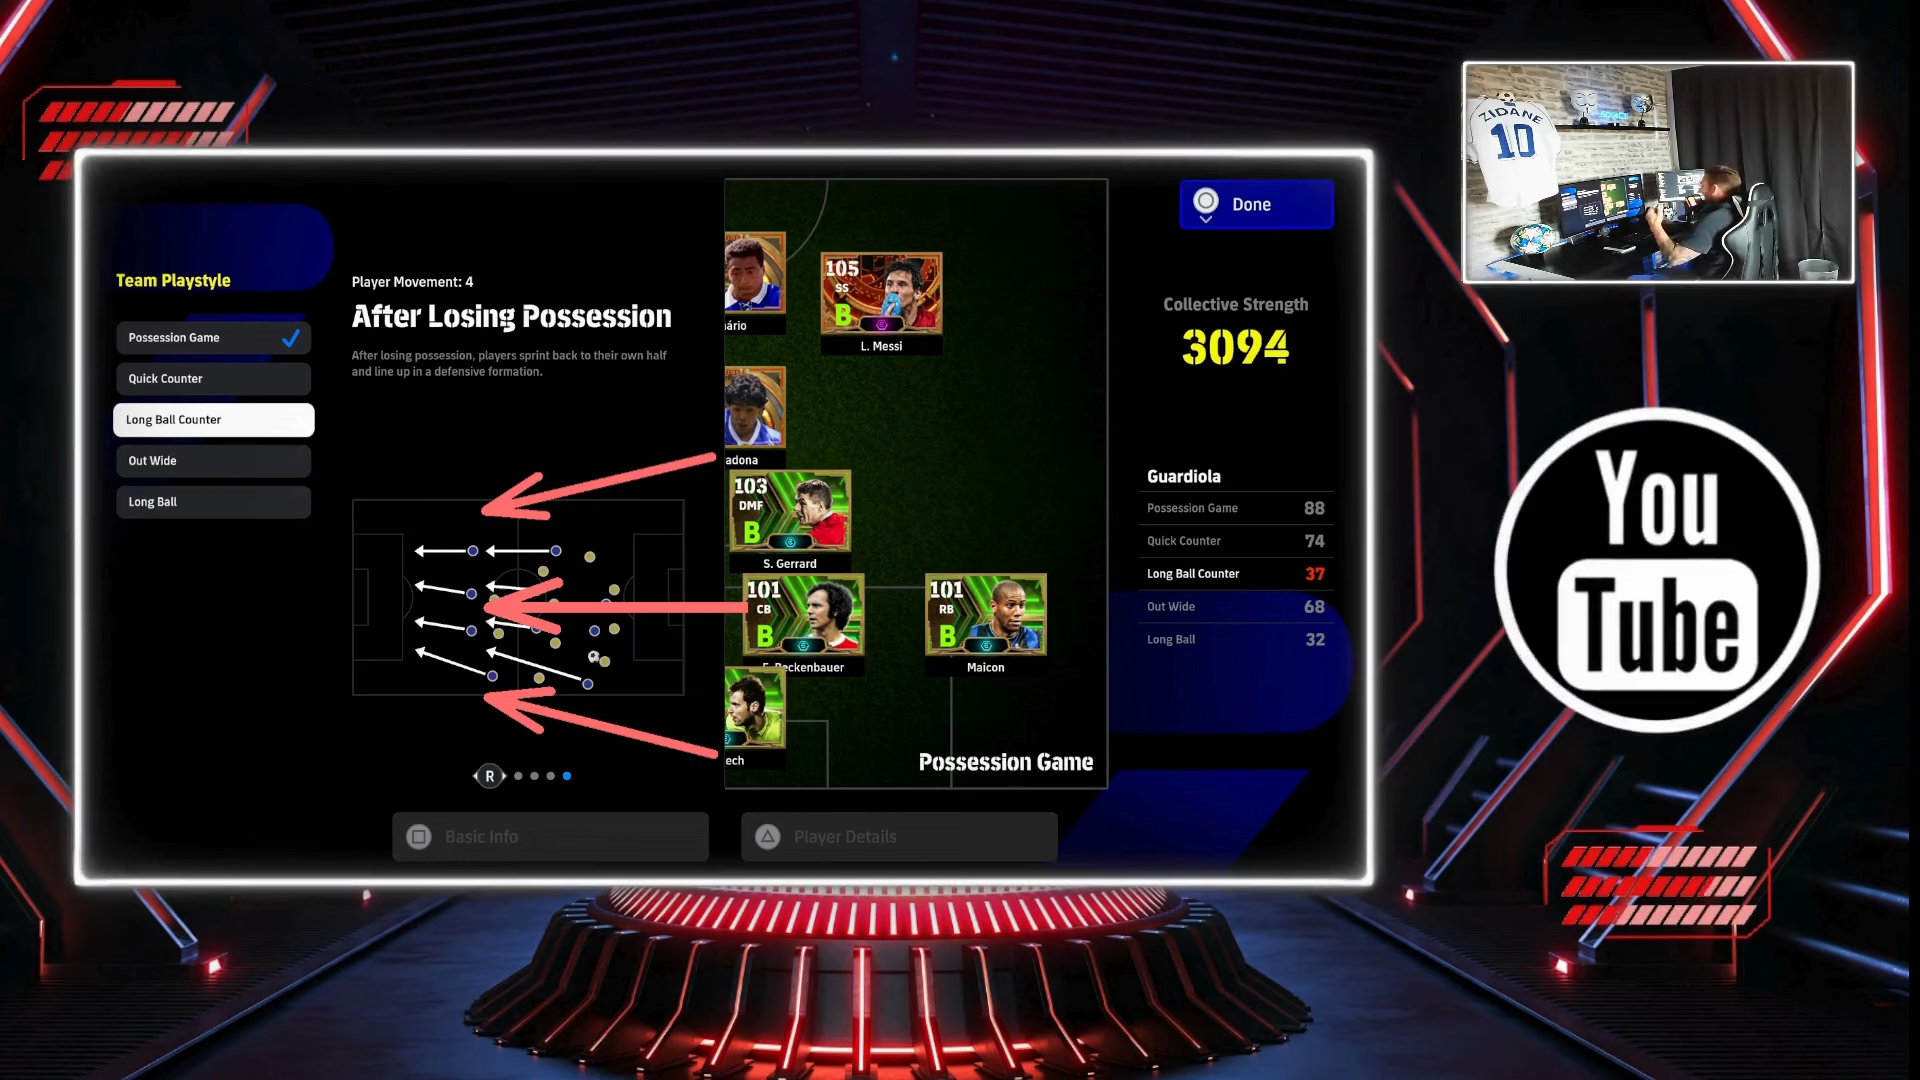 ZIDANE
10
Done
Team Playstyle
Possession Game
Quick Counter
Long Ball Counter
Out Wide
Long Ball
Player Movement: 4
After Losing Possession
After losing possession, players sprint back to their own half
and line up in a defensive formation.
R
Basic Info
Player Details
ário
105
SS
B
L. Messi
adona
103
DMF
B
S. Gerrard
101
CB
B
F. Beckenbauer
101
RB
B
Maicon
ech
Possession Game
Collective Strength
3094
Guardiola
Possession Game 88
Quick Counter 74
Long Ball Counter 37
Out Wide 68
Long Ball 32
You
Tube